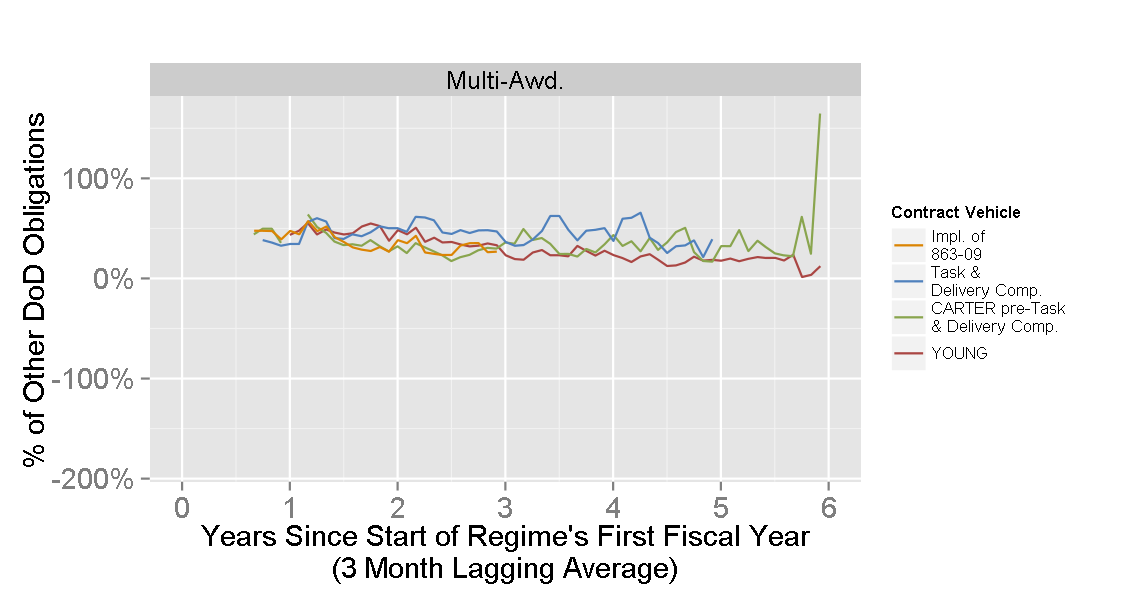 Multi-Awd.
% of Other DoD Obligations
100%
0%
-100%
-200%
0 1 2 3 4 5 6
Years Since Start of Regime's First Fiscal Year
(3 Month Lagging Average)
Contract Vehicle
Impl. of
863-09
Task &
Delivery Comp.
CARTER pre-Task
& Delivery Comp.
YOUNG